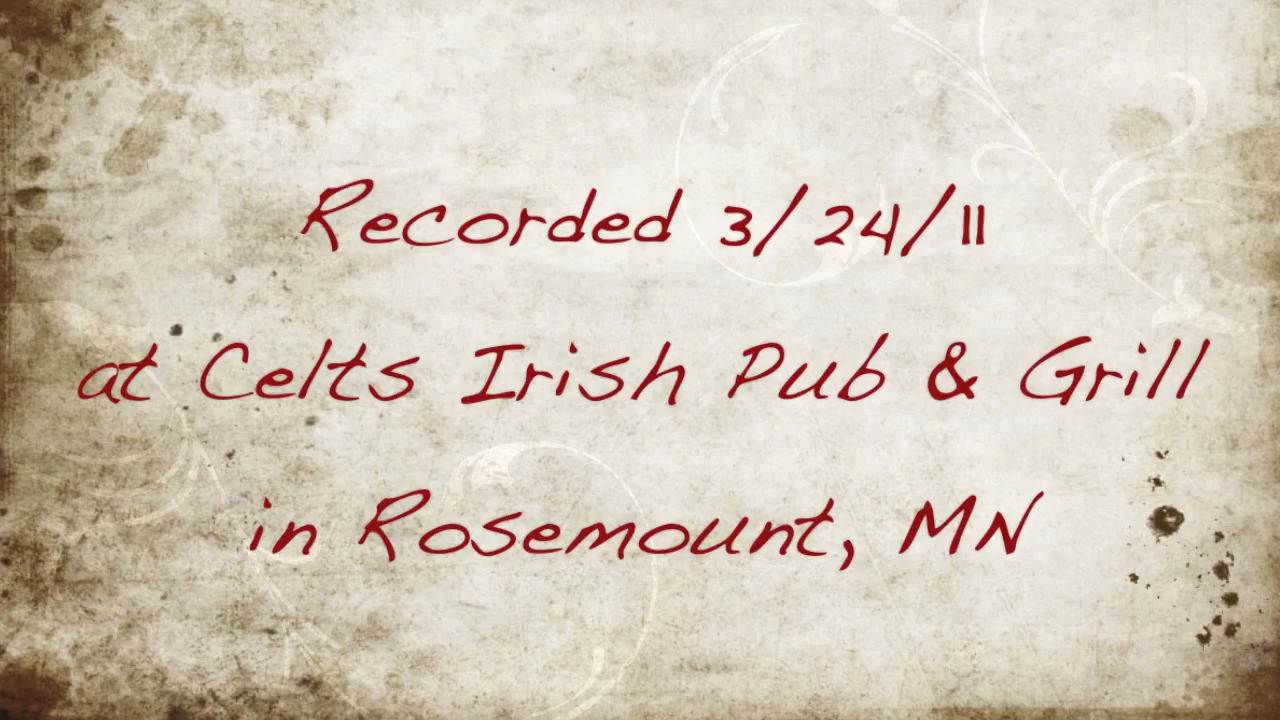 Recorded 3/24/11
at Celts Irish Pub & Grill
in Rosemount, MN